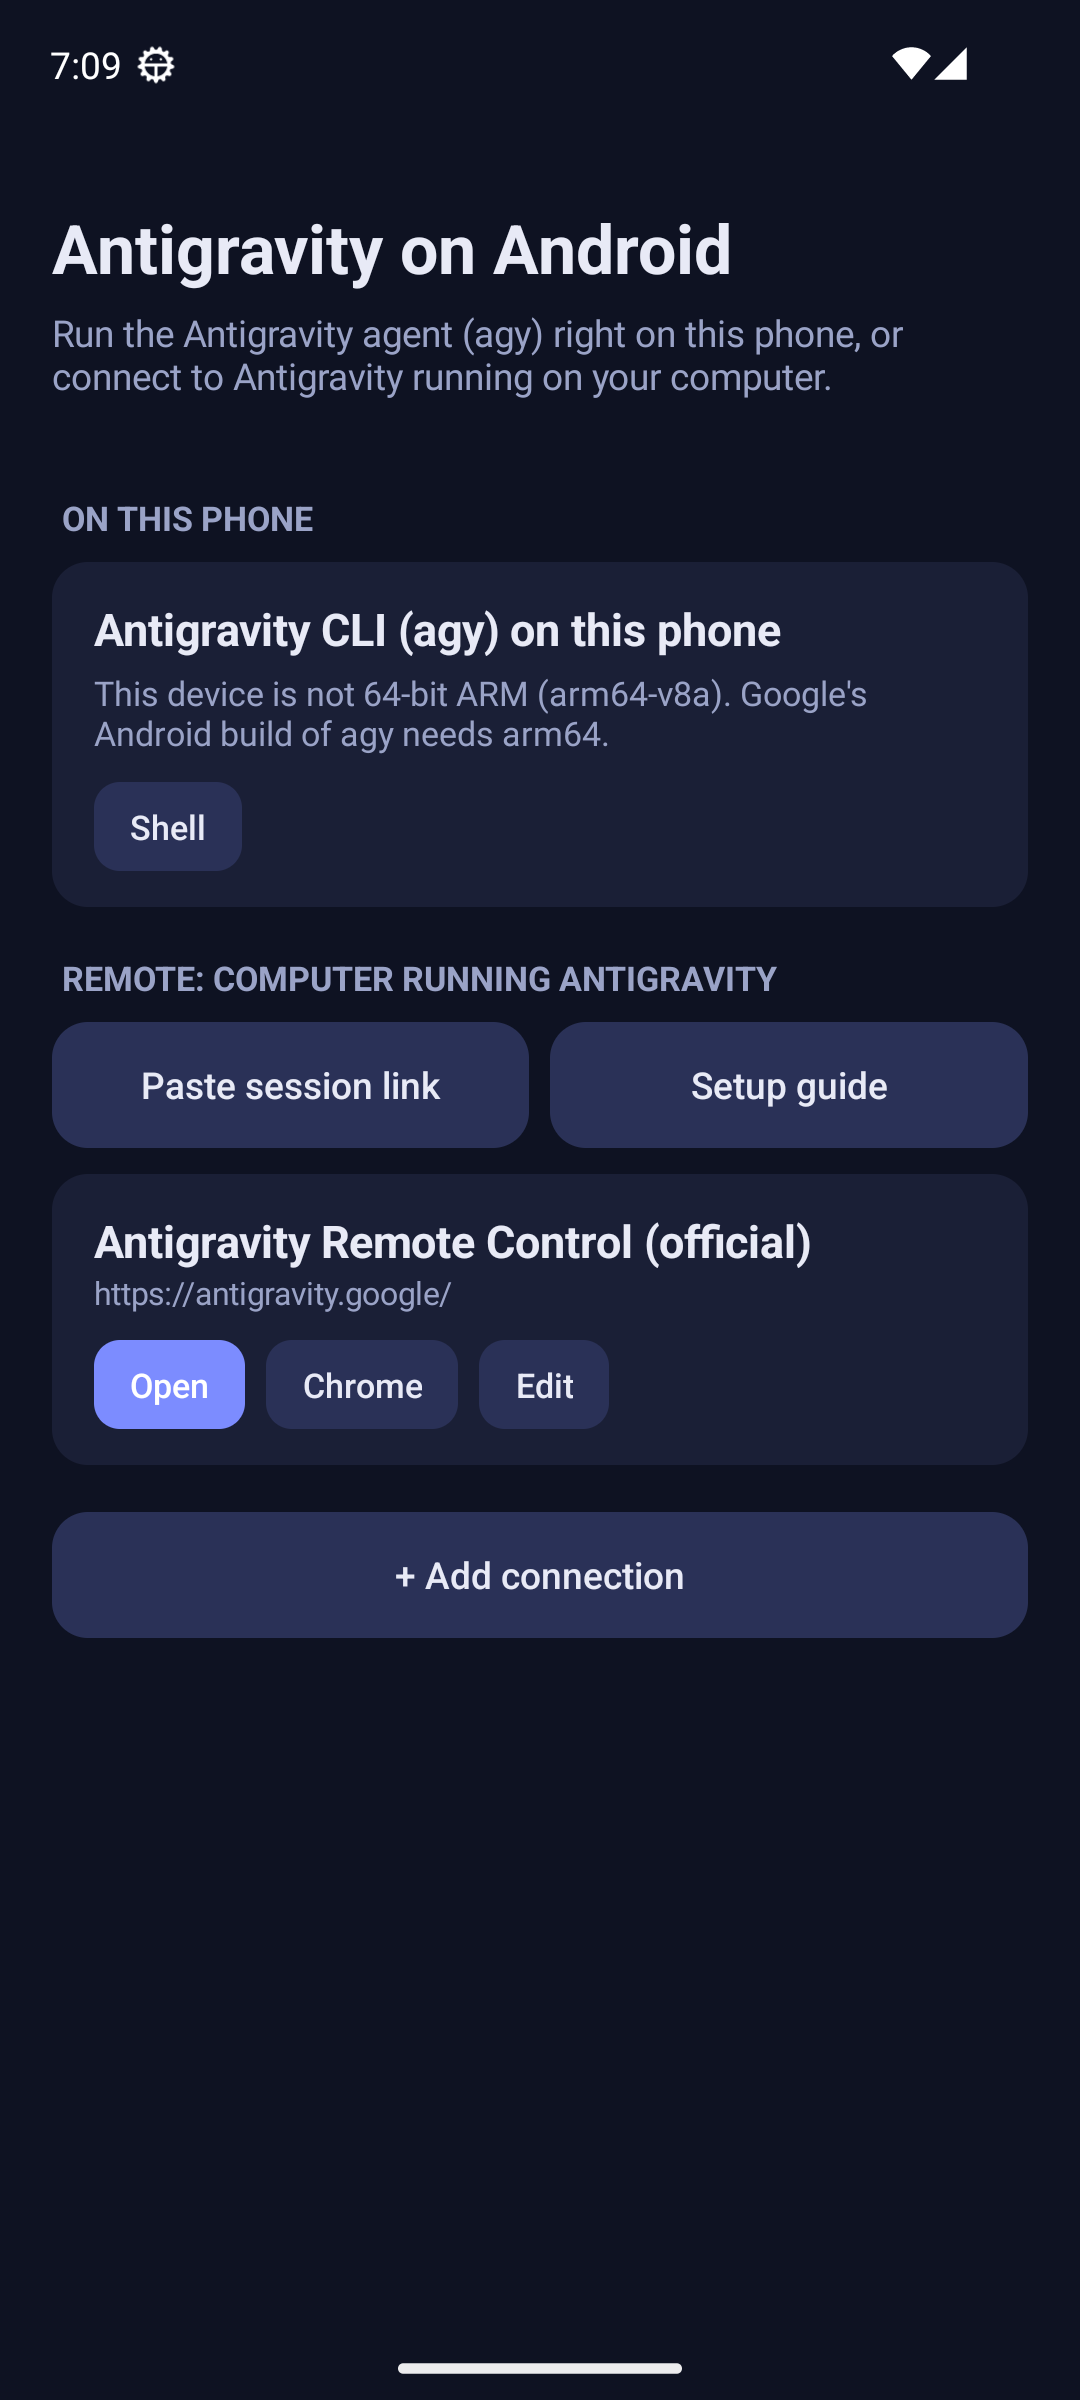 7:09
Antigravity on Android
Run the Antigravity agent (agy) right on this phone, or
connect to Antigravity running on your computer.
ON THIS PHONE
Antigravity CLI (agy) on this phone
This device is not 64-bit ARM (arm64-v8a). Google's
Android build of agy needs arm64.
Shell
REMOTE: COMPUTER RUNNING ANTIGRAVITY
Paste session link
Setup guide
Antigravity Remote Control (official)
https://antigravity.google/
Open
Chrome
Edit
+ Add connection